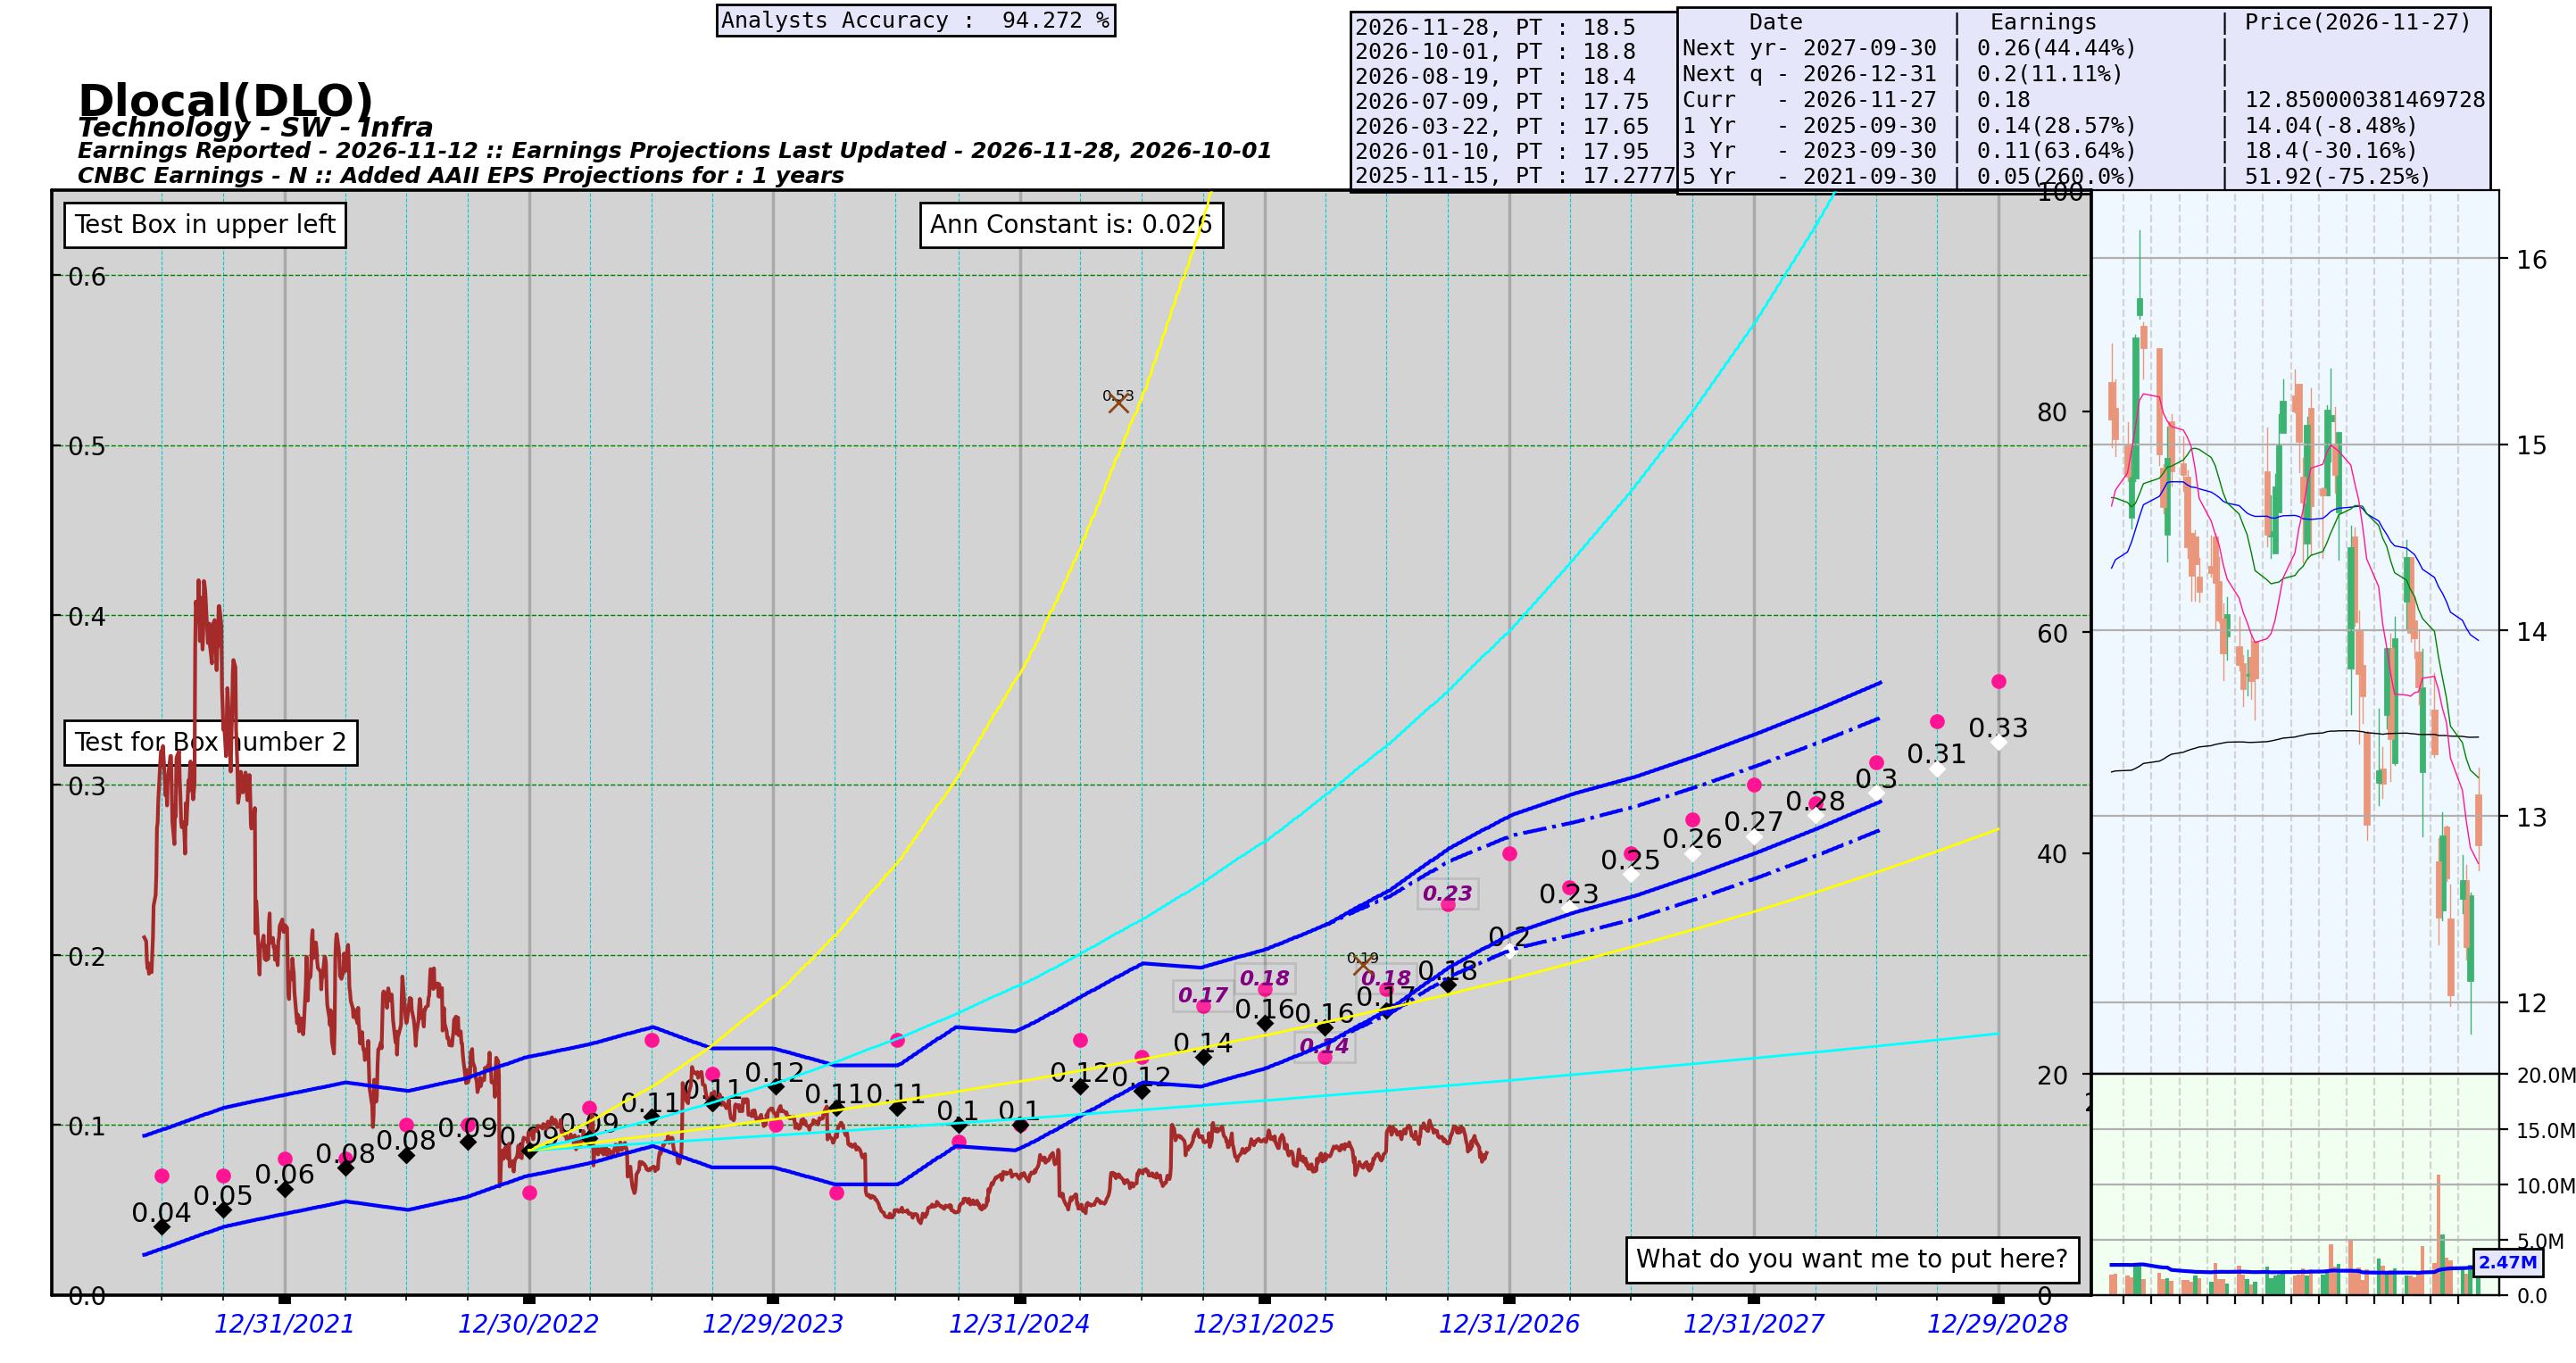 Analysts Accuracy :  94.272 %
Dlocal(DLO)
Technology - SW - Infra
Earnings Reported - 2026-11-12 :: Earnings Projections Last Updated - 2026-11-28, 2026-10-01
CNBC Earnings - N :: Added AAII EPS Projections for : 1 years
2026-11-28, PT : 18.5
2026-10-01, PT : 18.8
2026-08-19, PT : 18.4
2026-07-09, PT : 17.75
2026-03-22, PT : 17.65
2026-01-10, PT : 17.95
2025-11-15, PT : 17.2777
Date | Earnings | Price(2026-11-27)
Next yr- 2027-09-30 | 0.26(44.44%) |
Next q - 2026-12-31 | 0.2(11.11%) |
Curr - 2026-11-27 | 0.18 | 12.850000381469728
1 Yr - 2025-09-30 | 0.14(28.57%) | 14.04(-8.48%)
3 Yr - 2023-09-30 | 0.11(63.64%) | 18.4(-30.16%)
5 Yr - 2021-09-30 | 0.05(260.0%) | 51.92(-75.25%)
Test Box in upper left
Ann Constant is: 0.026
Test for Box number 2
What do you want me to put here?
0.6
0.5
0.4
0.3
0.2
0.1
0.0
0.04
0.05
0.06
0.08
0.08
0.09
0.09
0.09
0.11
0.11
0.12
0.11
0.11
0.1
0.1
0.12
0.12
0.14
0.16
0.16
0.17
0.18
0.2
0.23
0.25
0.26
0.27
0.28
0.3
0.31
0.33
0.53
0.19
0.17
0.18
0.14
0.18
0.23
100
80
60
40
20
0
16
15
14
13
12
20.0M
15.0M
10.0M
5.0M
2.47M
0.0
12/31/2021
12/30/2022
12/29/2023
12/31/2024
12/31/2025
12/31/2026
12/31/2027
12/29/2028